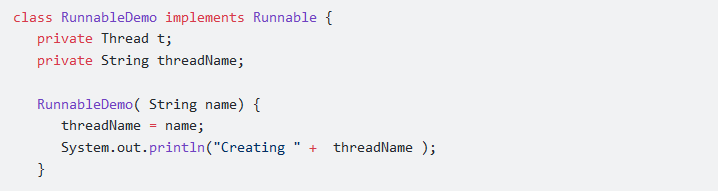 class RunnableDemo implements Runnable {
   private Thread t;
   private String threadName;

   RunnableDemo( String name) {
      threadName = name;
      System.out.println("Creating " +  threadName );
   }